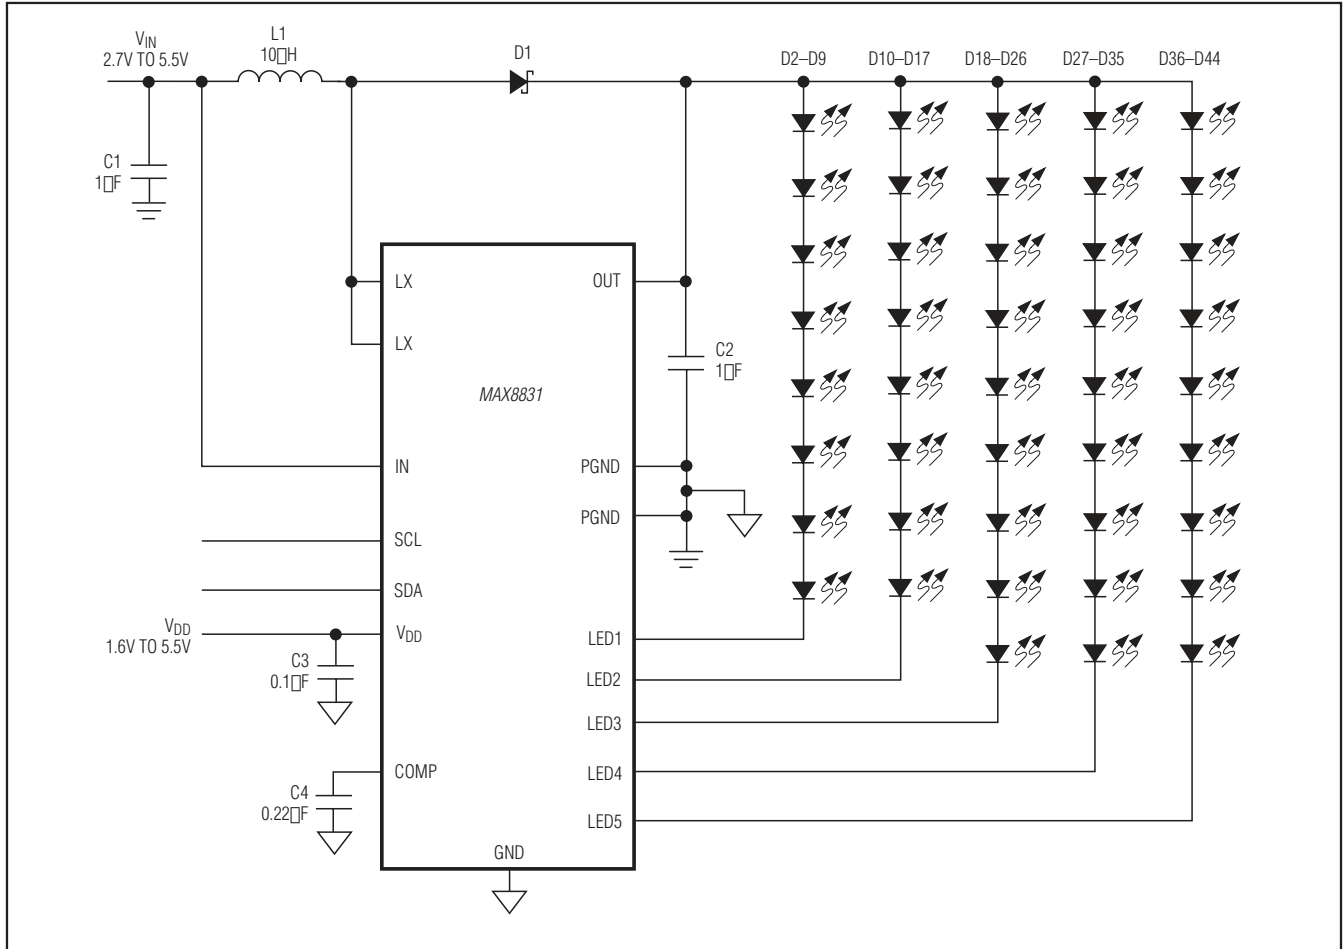 VIN
2.7V TO 5.5V
L1
10▯H
D1
D2–D9
D10–D17
D18–D26
D27–D35
D36–D44
C1
1▯F
LX
OUT
LX
C2
1▯F
MAX8831
IN
PGND
PGND
SCL
SDA
VDD
1.6V TO 5.5V
VDD
LED1
C3
0.1▯F
LED2
LED3
COMP
LED4
C4
0.22▯F
LED5
GND